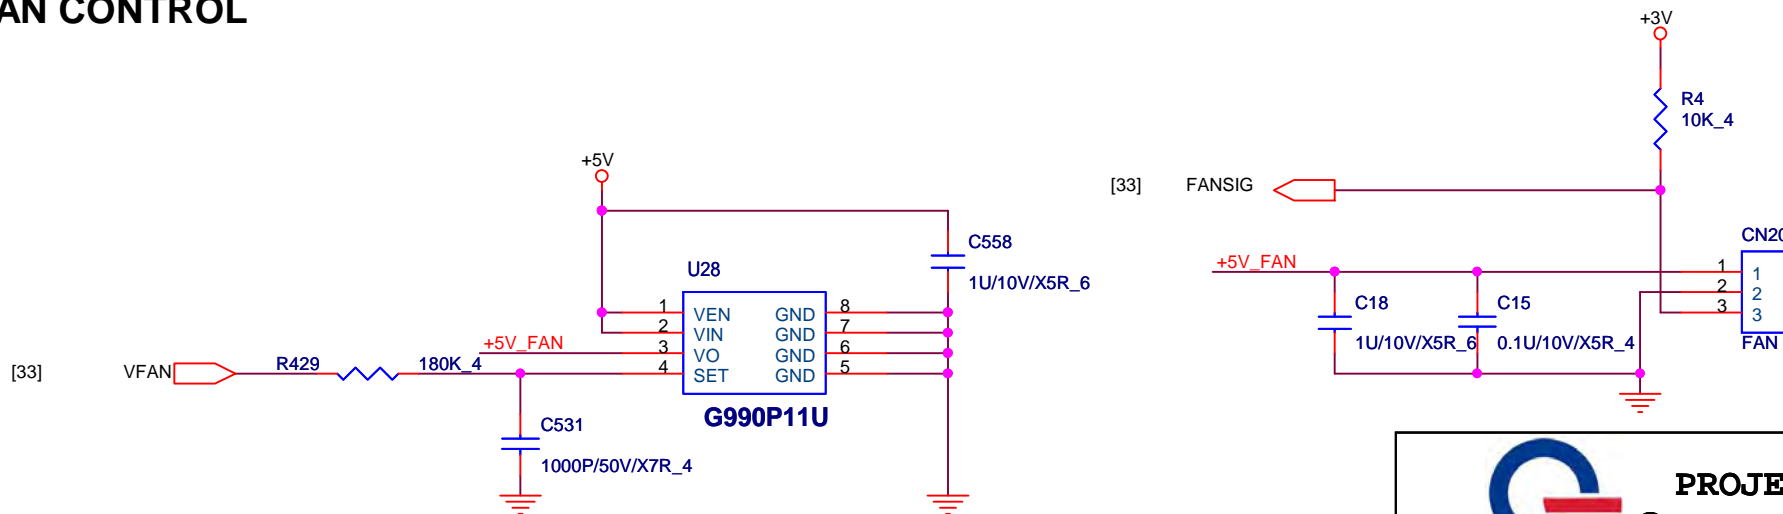 AN CONTROL
+3V
R4
10K_4
+5V
[33] FANSIG
C558
1U/10V/X5R_6
U28
1 VEN GND 8
2 VIN GND 7
+5V_FAN 3 VO GND 6
4 SET GND 5
G990P11U
[33] VFAN R429 180K_4
C531
1000P/50V/X7R_4
CN20
+5V_FAN
1 1
2 2
3 3
FAN
C18
1U/10V/X5R_6
C15
0.1U/10V/X5R_4
PROJE